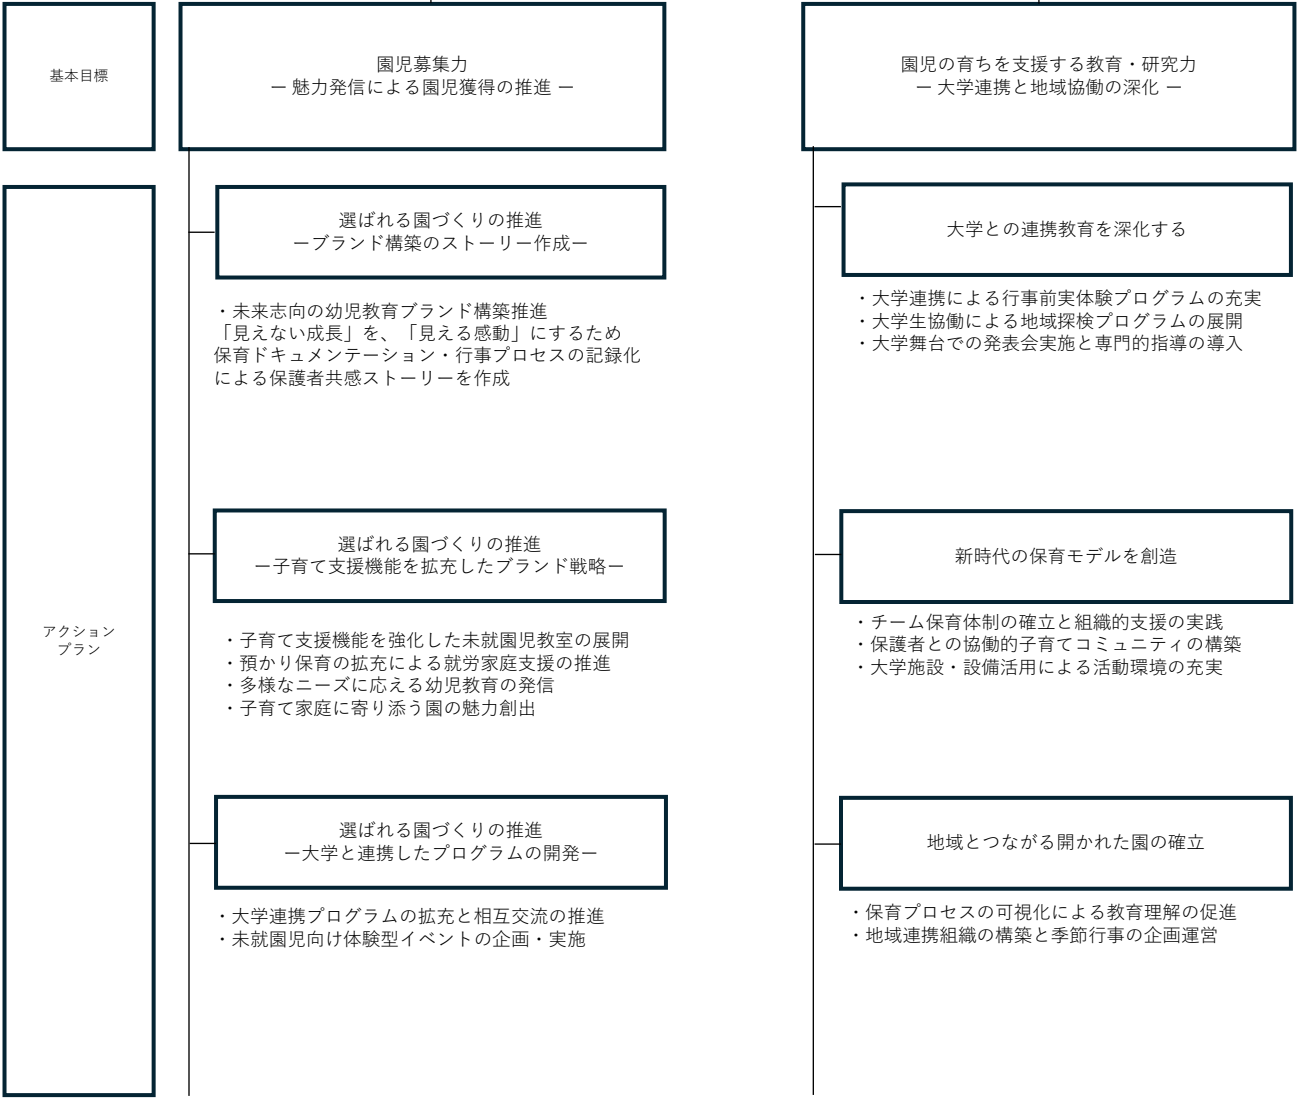 基本目標
園児募集力
ー 魅力発信による園児獲得の推進 ー
園児の育ちを支援する教育・研究力
ー 大学連携と地域協働の深化 ー
アクション
プラン
選ばれる園づくりの推進
ーブランド構築のストーリー作成ー
・未来志向の幼児教育ブランド構築推進
「見えない成長」を、「見える感動」にするため
保育ドキュメンテーション・行事プロセスの記録化
による保護者共感ストーリーを作成
選ばれる園づくりの推進
ー子育て支援機能を拡充したブランド戦略ー
・子育て支援機能を強化した未就園児教室の展開
・預かり保育の拡充による就労家庭支援の推進
・多様なニーズに応える幼児教育の発信
・子育て家庭に寄り添う園の魅力創出
選ばれる園づくりの推進
ー大学と連携したプログラムの開発ー
・大学連携プログラムの拡充と相互交流の推進
・未就園児向け体験型イベントの企画・実施
大学との連携教育を深化する
・大学連携による行事前実体験プログラムの充実
・大学生協働による地域探検プログラムの展開
・大学舞台での発表会実施と専門的指導の導入
新時代の保育モデルを創造
・チーム保育体制の確立と組織的支援の実践
・保護者との協働的子育てコミュニティの構築
・大学施設・設備活用による活動環境の充実
地域とつながる開かれた園の確立
・保育プロセスの可視化による教育理解の促進
・地域連携組織の構築と季節行事の企画運営